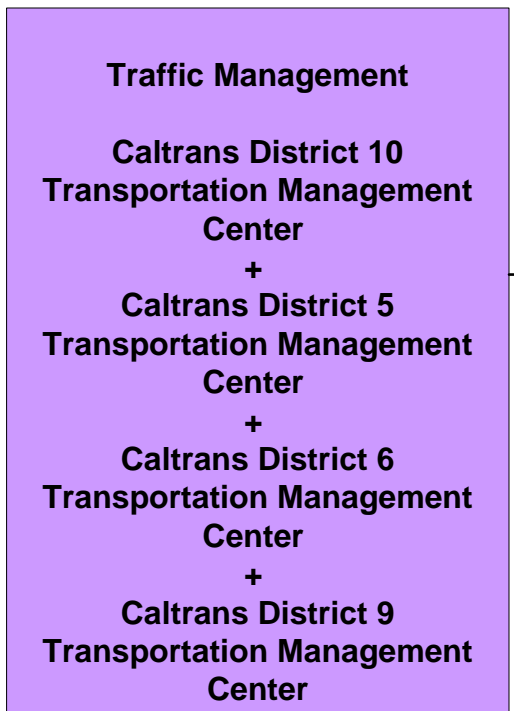 Traffic Management
Caltrans District 10
Transportation Management
Center
+
Caltrans District 5
Transportation Management
Center
+
Caltrans District 6
Transportation Management
Center
+
Caltrans District 9
Transportation Management
Center